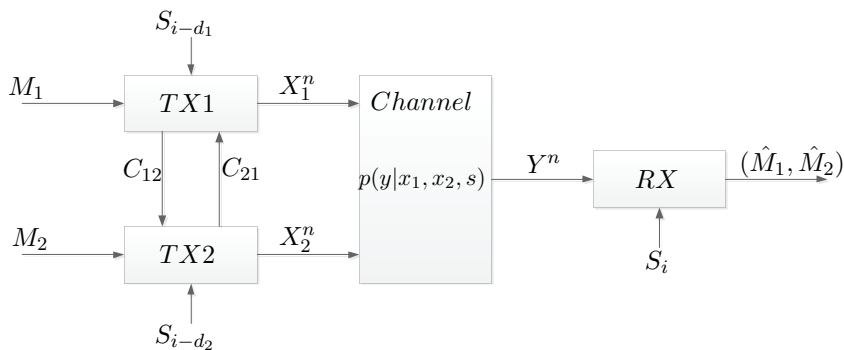 S_{i-d_1}
M_1
TX1
X_1^n
Channel
C_{12}
C_{21}
p(y|x_1, x_2, s)
Y^n
RX
(\hat{M}_1, \hat{M}_2)
M_2
TX2
X_2^n
S_i
S_{i-d_2}